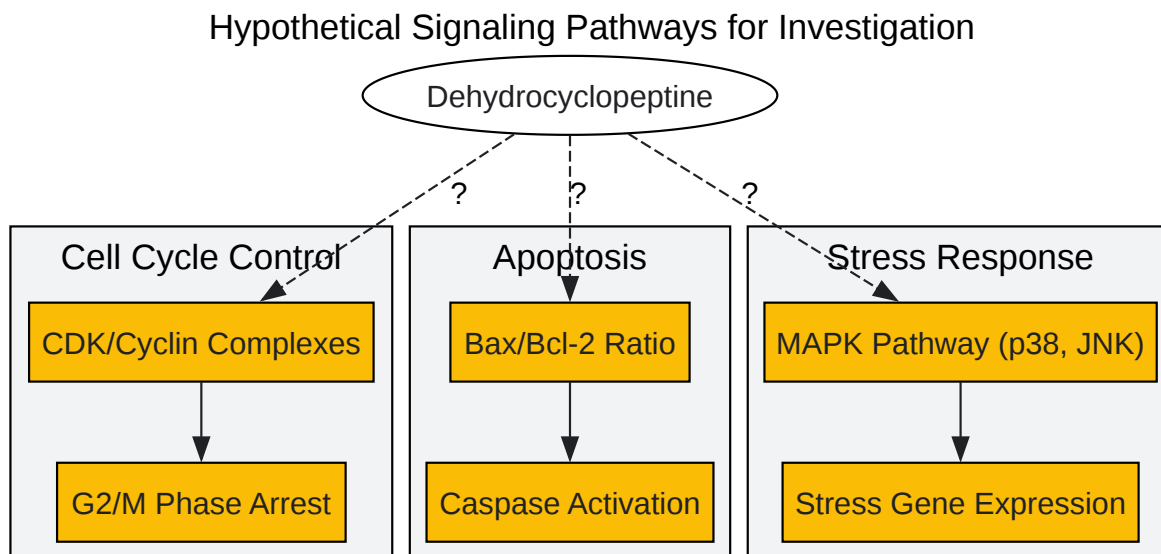 Hypothetical Signaling Pathways for Investigation
Dehydrocyclopeptine
? ? ?
Cell Cycle Control
Apoptosis
Stress Response
CDK/Cyclin Complexes
Bax/Bcl-2 Ratio
MAPK Pathway (p38, JNK)
G2/M Phase Arrest
Caspase Activation
Stress Gene Expression